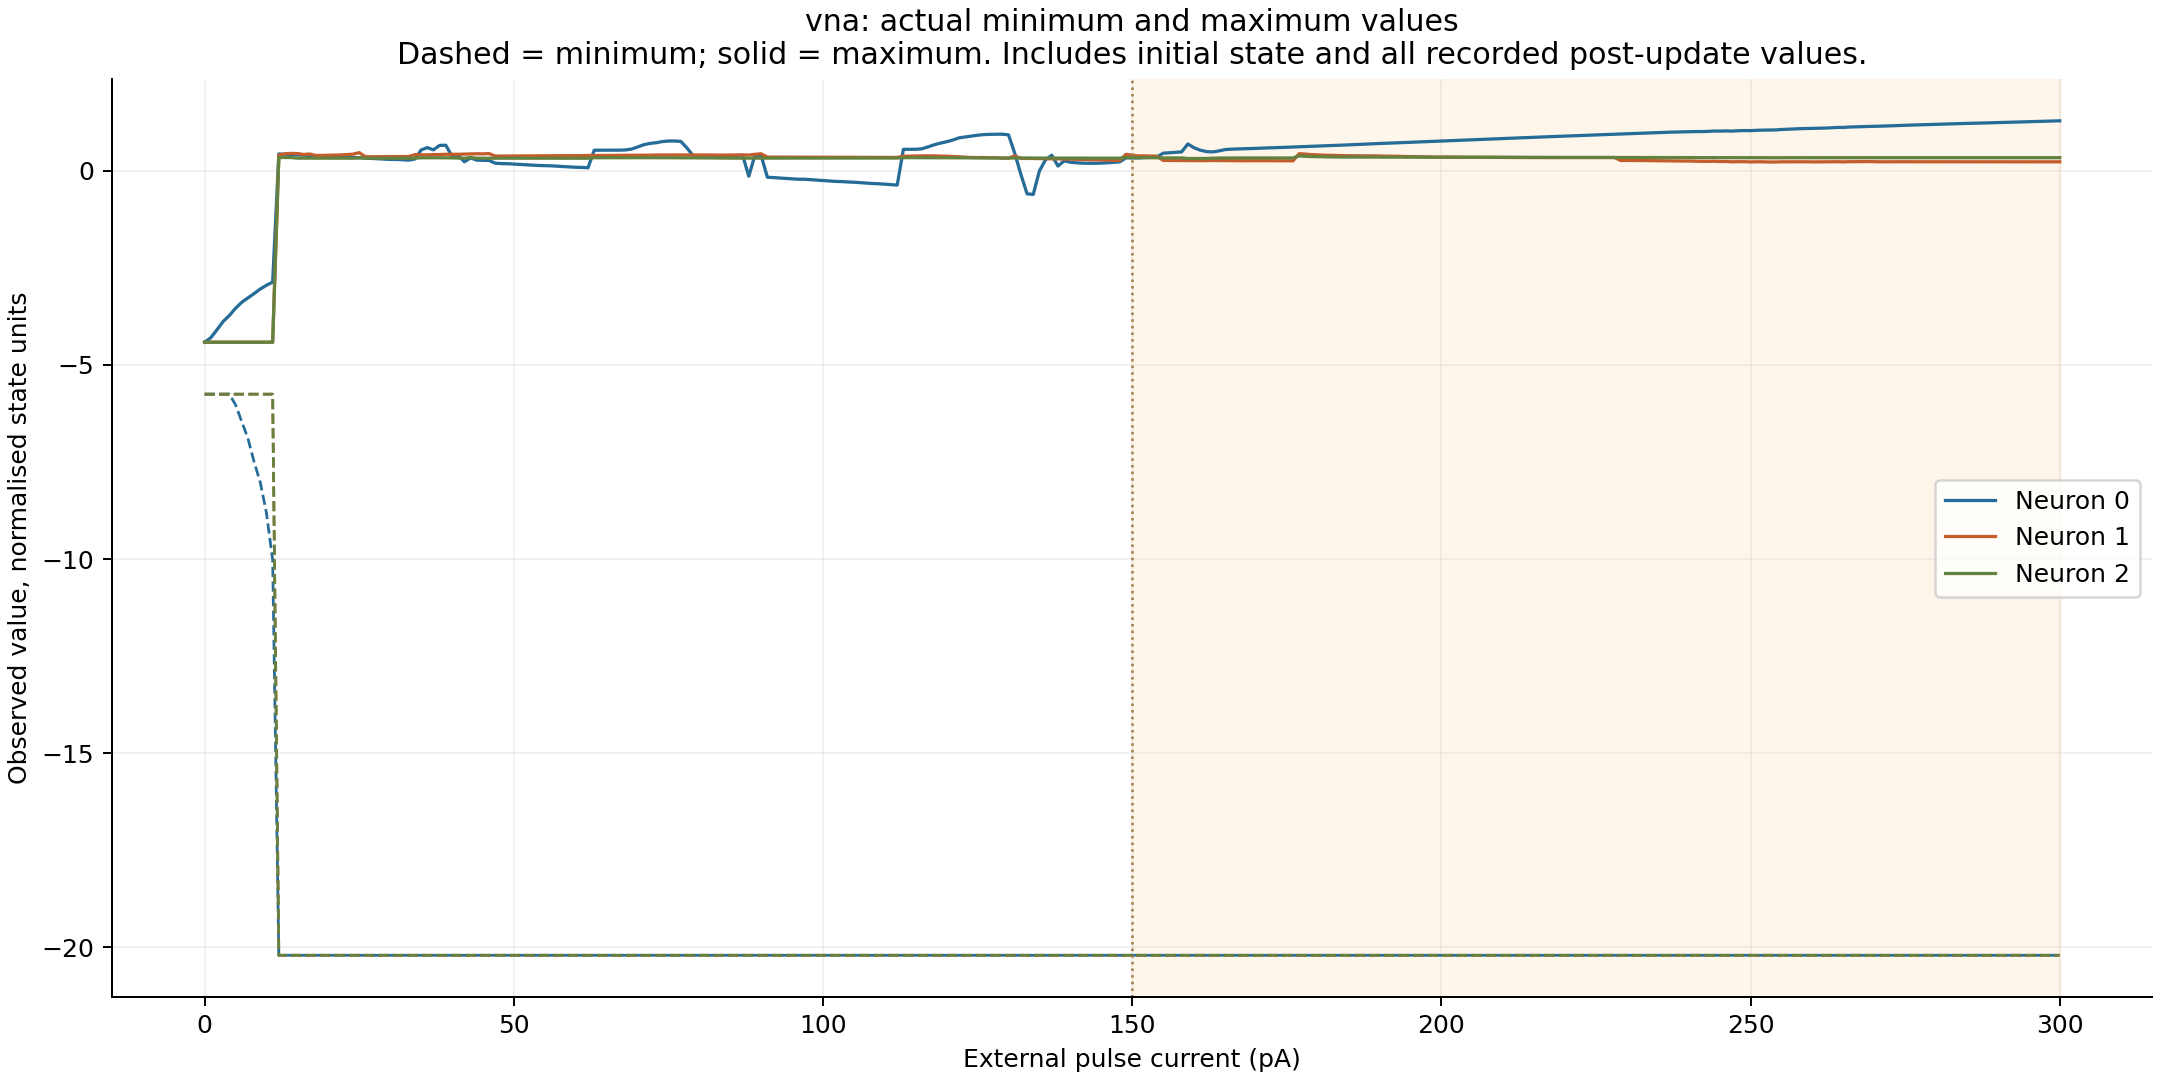 vna: actual minimum and maximum values
Dashed = minimum; solid = maximum. Includes initial state and all recorded post-update values.
Observed value, normalised state units
0
−5
−10
−15
−20
Neuron 0
Neuron 1
Neuron 2
0
50
100
150
200
250
300
External pulse current (pA)